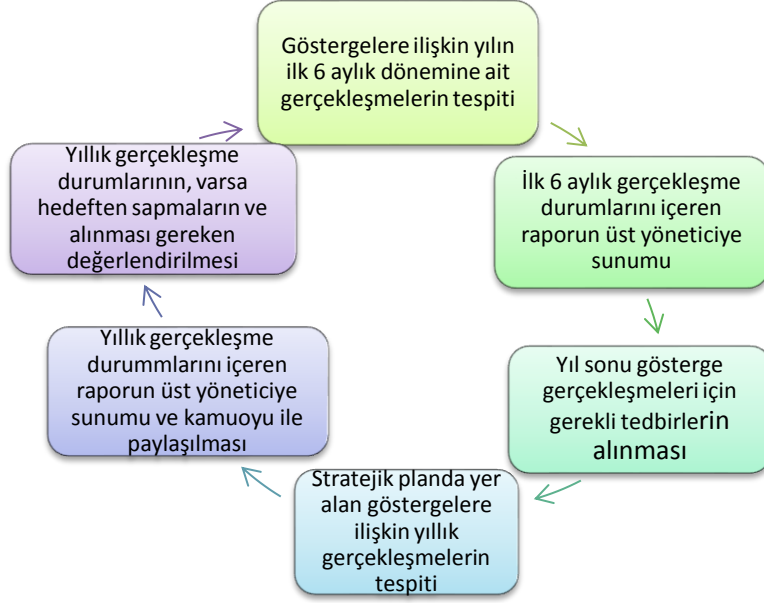 Göstergelere ilişkin yılın
ilk 6 aylık dönemine ait
gerçekleşmelerin tespiti
İlk 6 aylık gerçekleşme
durumlarını içeren
raporun üst yöneticiye
sunumu
Yıl sonu gösterge
gerçekleşmeleri için
gerekli tedbirlerin
alınması
Stratejik planda yer
alan göstergelere
ilişkin yıllık
gerçekleşmelerin
tespiti
Yıllık gerçekleşme
durummlarını içeren
raporun üst yöneticiye
sunumu ve kamuoyu ile
paylaşılması
Yıllık gerçekleşme
durumlarının, varsa
hedeften sapmaların ve
alınması gereken
değerlendirilmesi